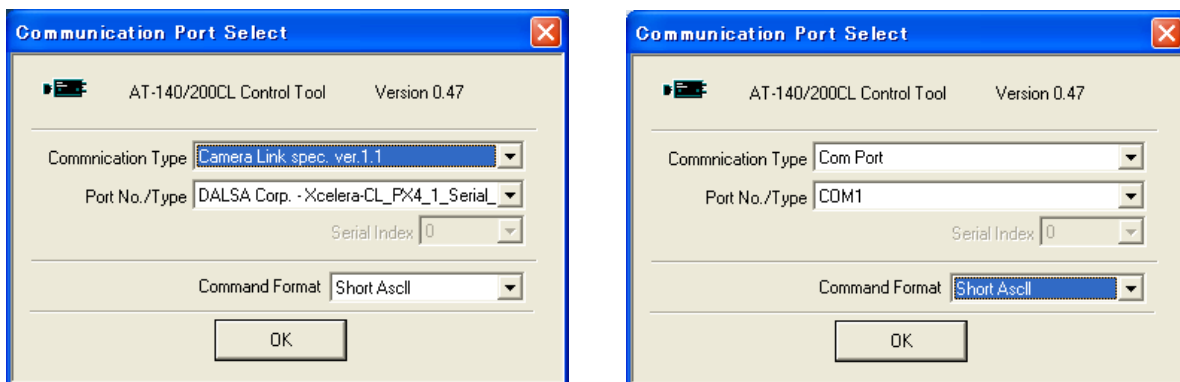 Communication Port Select
AT-140/200CL Control Tool Version 0.47
Commnication Type Camera Link spec. ver.1.1
Port No./Type DALSA Corp. - Xcelera-CL_PX4_1_Serial_
Serial Index 0
Command Format Short AscII
OK
Communication Port Select
AT-140/200CL Control Tool Version 0.47
Commnication Type Com Port
Port No./Type COM1
Serial Index 0
Command Format Short AscII
OK